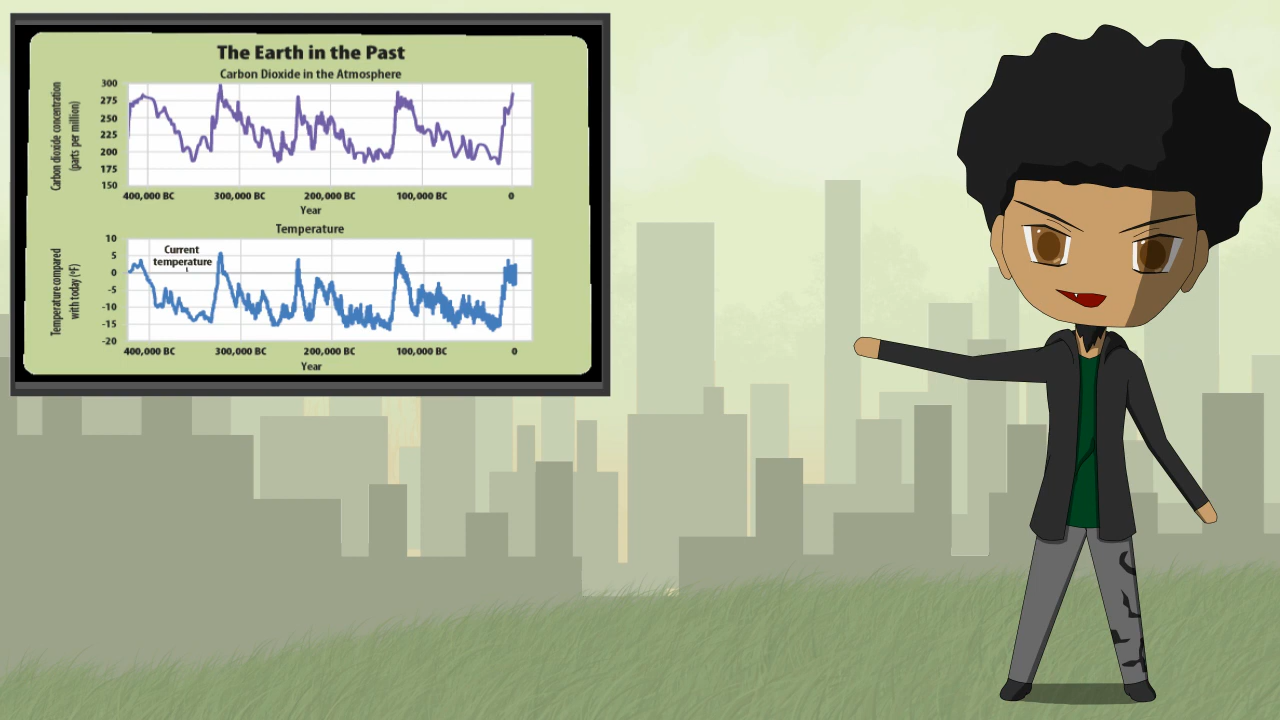 The Earth in the Past
Carbon Dioxide in the Atmosphere
Carbon dioxide concentration
(parts per million)
300
275
250
225
200
175
150
400,000 BC 300,000 BC 200,000 BC 100,000 BC 0
Year
Temperature
Temperature compared
with today (°F)
10
5
0
-5
-10
-15
-20
Current
temperature
400,000 BC 300,000 BC 200,000 BC 100,000 BC 0
Year